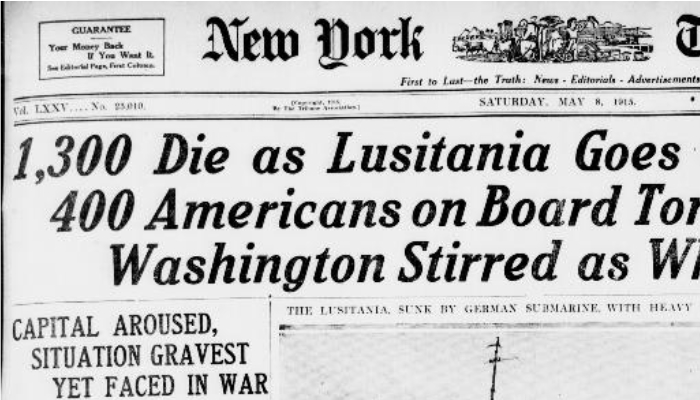 GUARANTEE
Your Money Back
If You Want It.
See Editorial Page, First Column.
New York T
First to Last—the Truth: News - Editorials - Advertisements
Vol. LXXV.... No. 25,010.
[Copyright, 1915,
By The Tribune Association.]
SATURDAY, MAY 8, 1915.
1,300 Die as Lusitania Goes
400 Americans on Board Tor
Washington Stirred as W
CAPITAL AROUSED,
SITUATION GRAVEST
YET FACED IN WAR
THE LUSITANIA, SUNK BY GERMAN SUBMARINE, WITH HEAVY